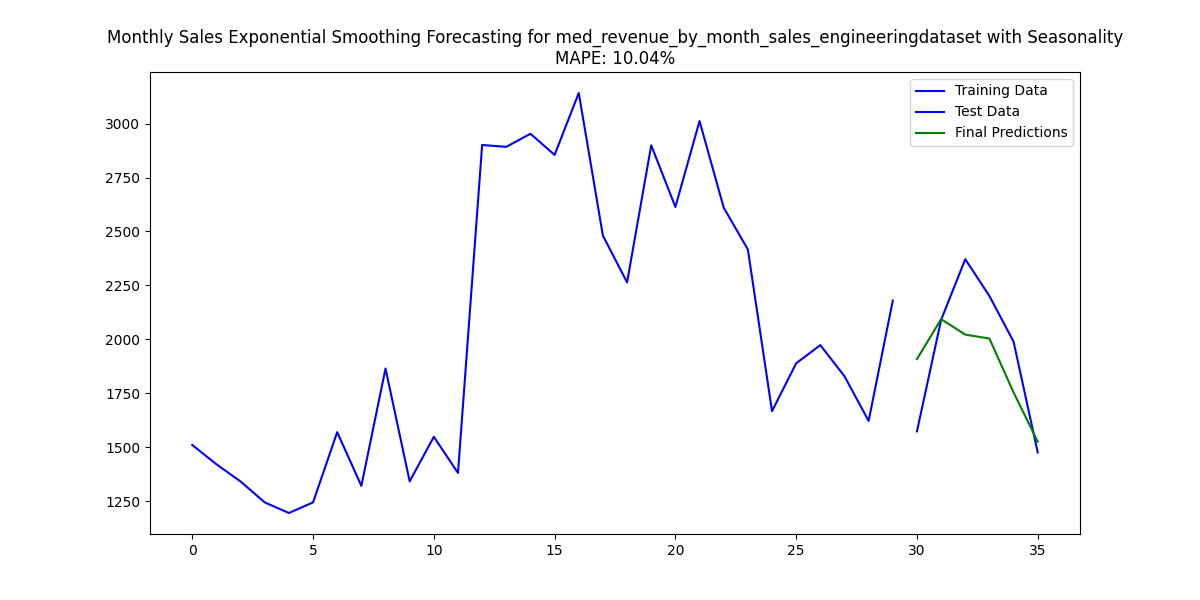 Monthly Sales Exponential Smoothing Forecasting for med_revenue_by_month_sales_engineeringdataset with Seasonality
MAPE: 10.04%
Training Data
Test Data
Final Predictions
3000
2750
2500
2250
2000
1750
1500
1250
0 5 10 15 20 25 30 35